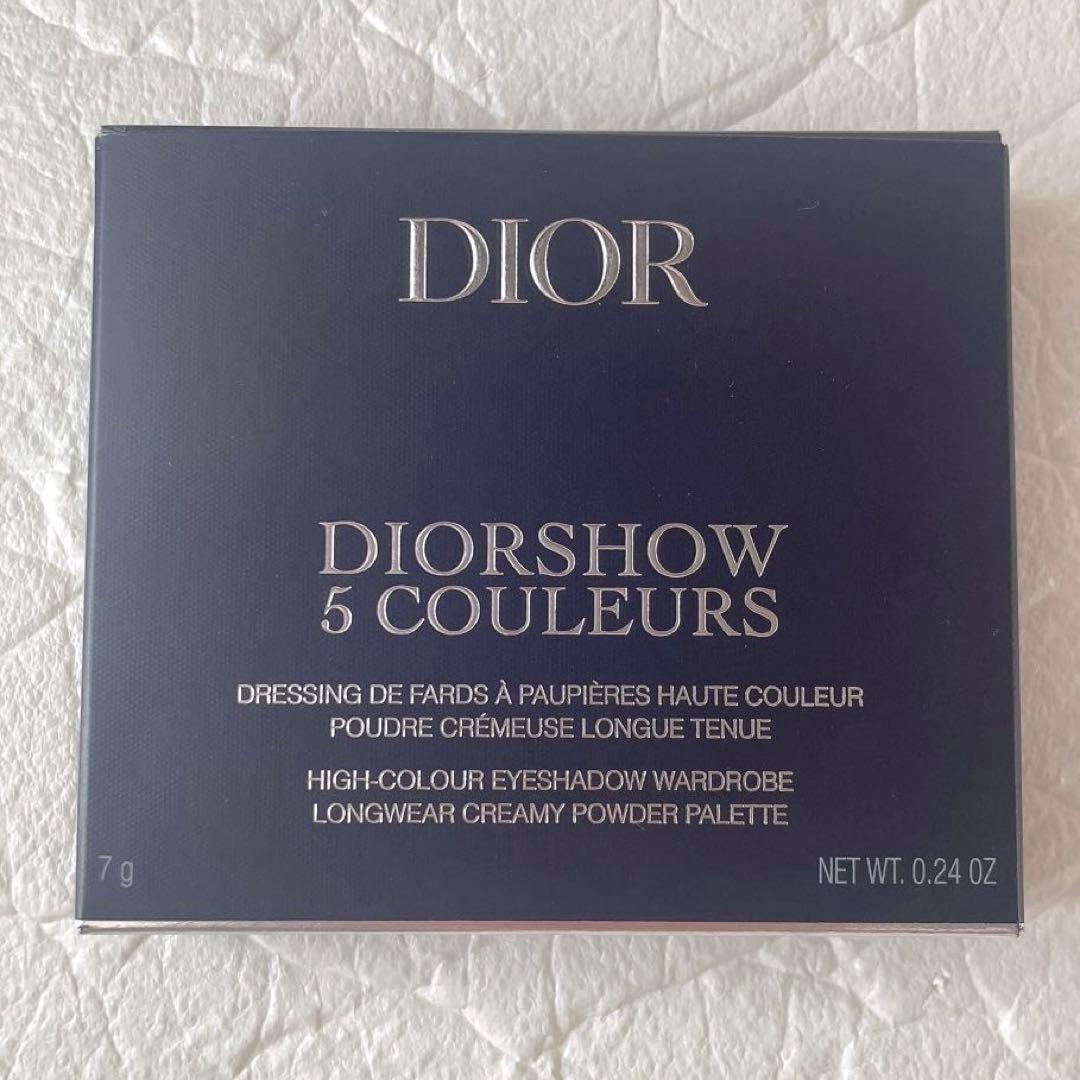 DIOR
DIORSHOW
5 COULEURS
DRESSING DE FARDS À PAUPIÈRES HAUTE COULEUR
POUDRE CRÉMEUSE LONGUE TENUE
HIGH-COLOUR EYESHADOW WARDROBE
LONGWEAR CREAMY POWDER PALETTE
7 g
NET WT. 0.24 OZ